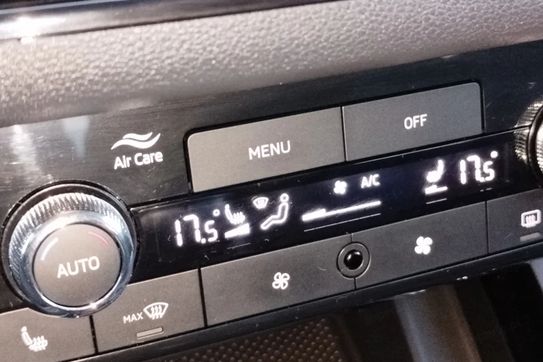 Air Care
MENU
OFF
17.5°
A/C
17.5°
AUTO
MAX